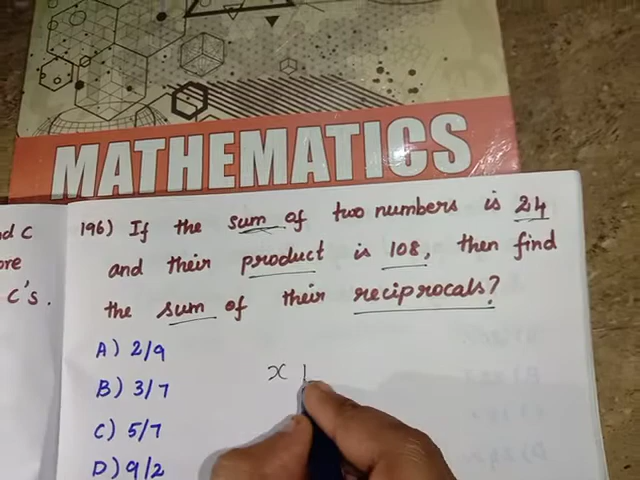 MATHEMATICS
nd C
ore
C's.
196) If the sum of two numbers is 24
and their product is 108, then find
the sum of their reciprocals?
A) 2/9
B) 3/7
C) 5/7
D) 9/2
x